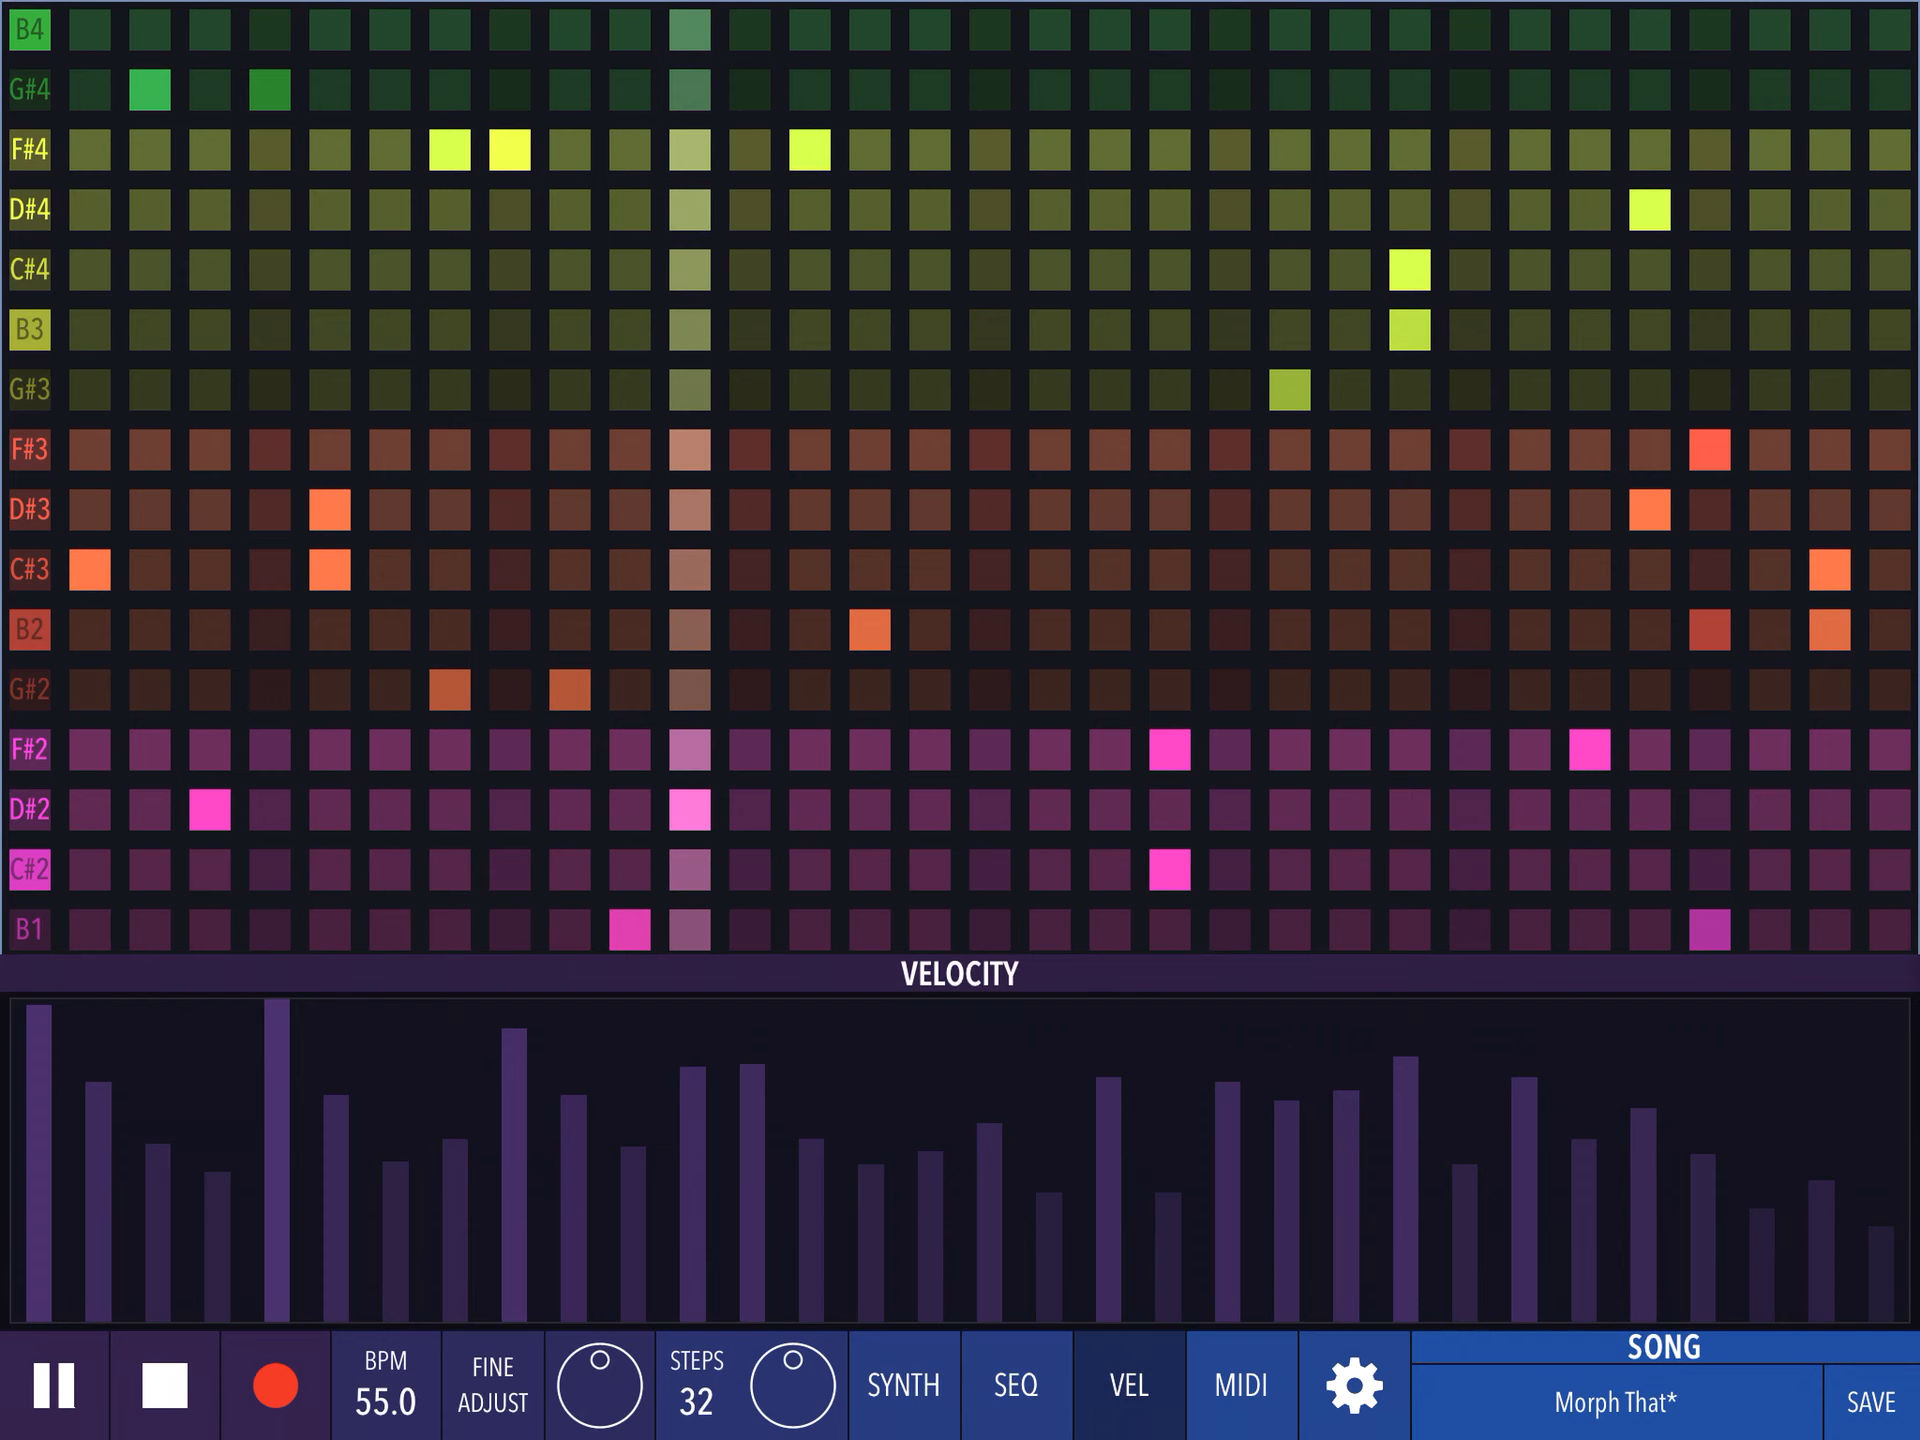 B4
G#4
F#4
D#4
C#4
B3
G#3
F#3
D#3
C#3
B2
G#2
F#2
D#2
C#2
B1
VELOCITY
BPM
55.0
FINE
ADJUST
STEPS
32
SYNTH
SEQ
VEL
MIDI
SONG
Morph That*
SAVE